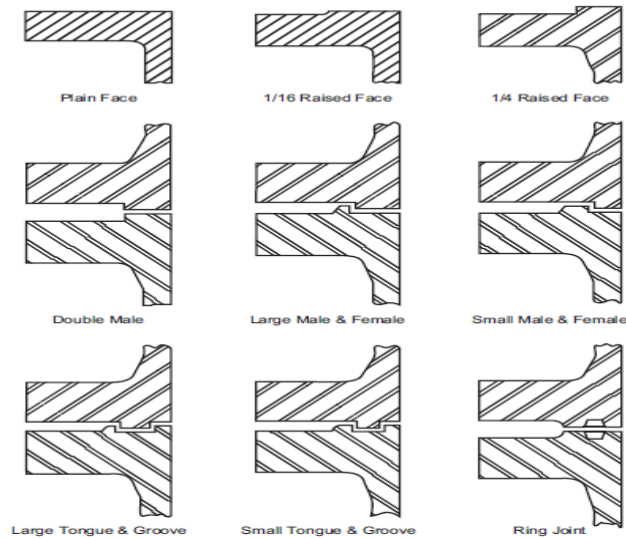 Plain Face
1/16 Raised Face
1/4 Raised Face
Double Male
Large Male & Female
Small Male & Female
Large Tongue & Groove
Small Tongue & Groove
Ring Joint